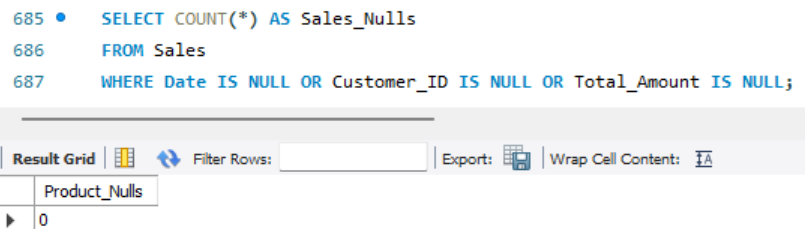 685 SELECT COUNT(*) AS Sales_Nulls
686 FROM Sales
687 WHERE Date IS NULL OR Customer_ID IS NULL OR Total_Amount IS NULL;
Result Grid Filter Rows: Export: Wrap Cell Content: IA
Product_Nulls
0